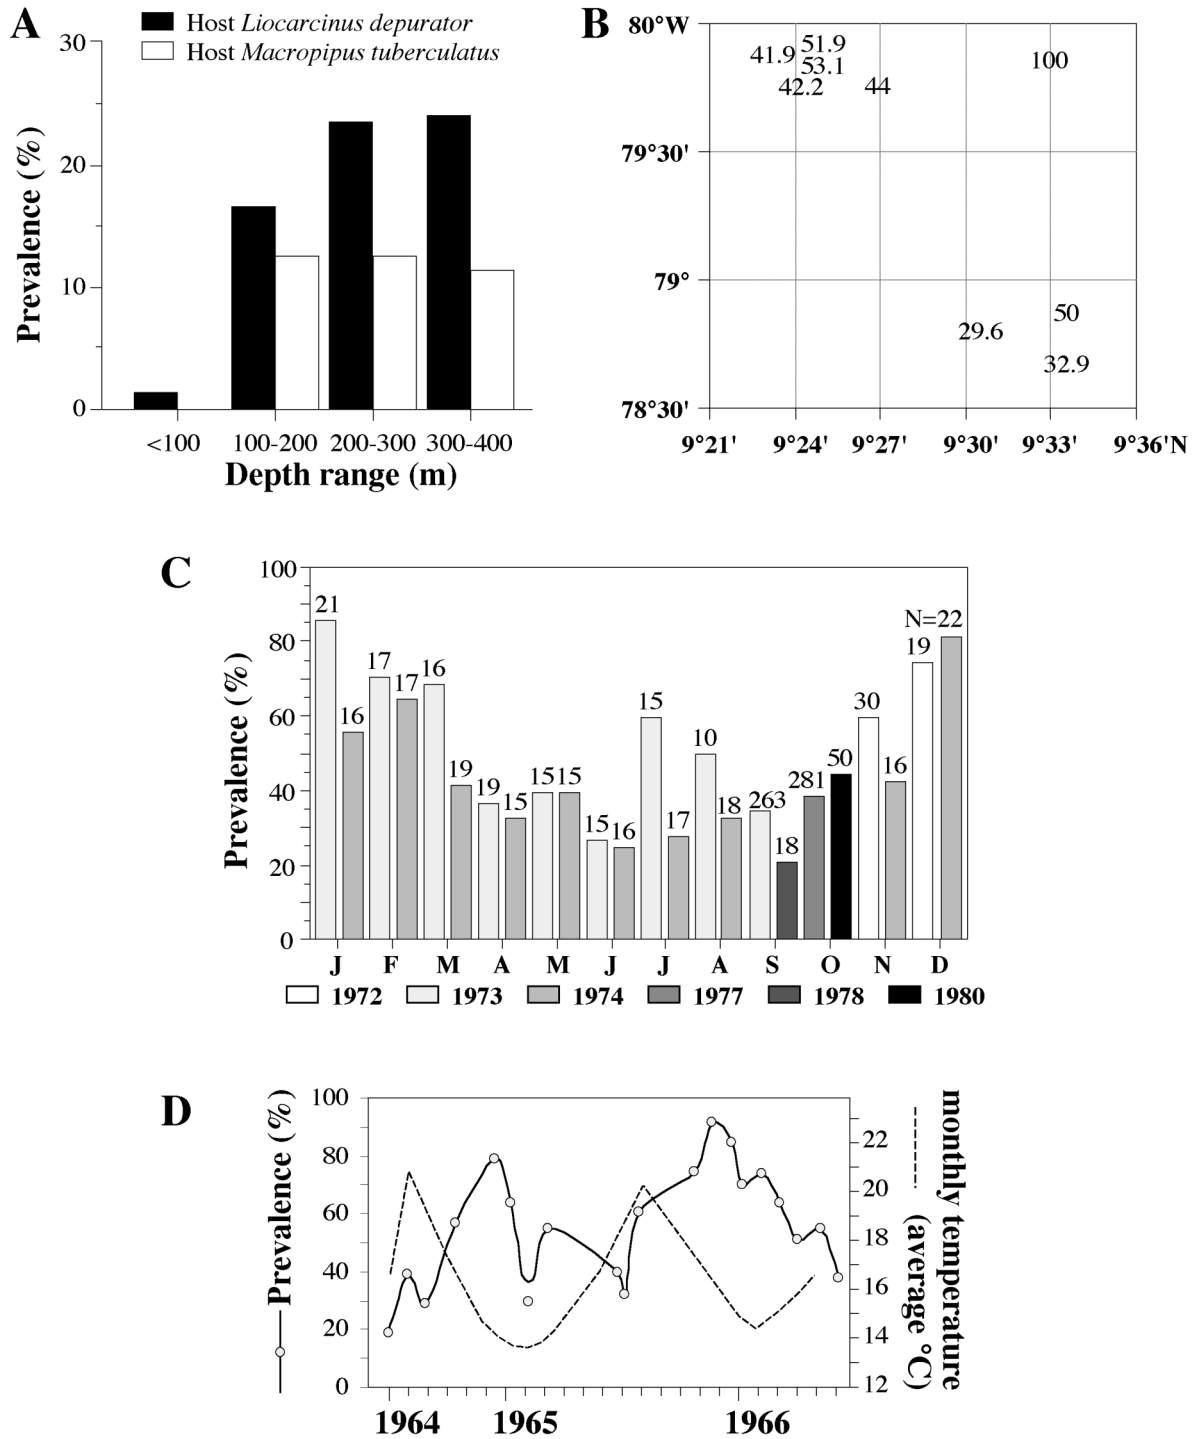 A
Host Liocarcinus depurator
Host Macropipus tuberculatus
Prevalence (%)
30
20
10
0
<100 100-200 200-300 300-400
Depth range (m)
B
80°W
79°30'
79°
78°30'
41.9 51.9
53.1
42.2 44
100
29.6
50
32.9
9°21' 9°24' 9°27' 9°30' 9°33' 9°36'N
C
Prevalence (%)
100
80
60
40
20
0
21 16 17 17 16 19 19 15 15 15 15 16 15 17 10 18 263 18 281 50 30 16 19 N=22
J F M A M J J A S O N D
1972 1973 1974 1977 1978 1980
D
Prevalence (%)
100
80
60
40
20
0
22
20
18
16
14
12
monthly temperature
(average °C)
1964 1965 1966